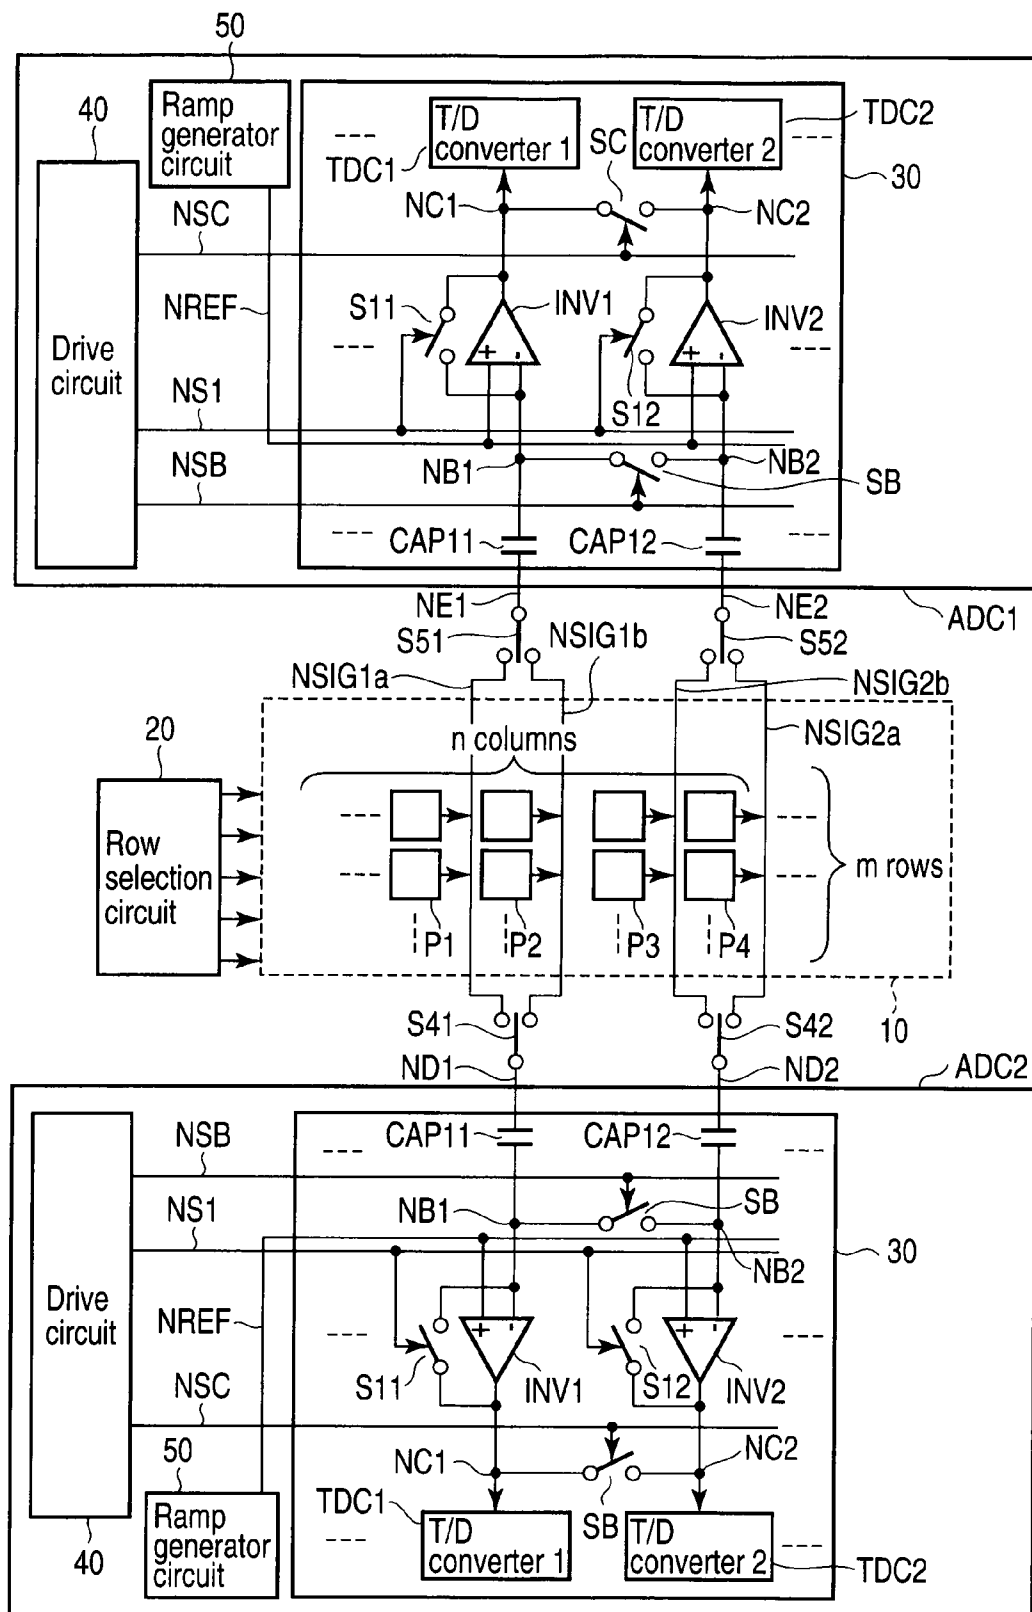 50
Ramp
generator
circuit
40
T/D
converter 1
T/D
converter 2
TDC2
TDC1
SC
30
NC1
NC2
NSC
S11
INV1
INV2
NREF
Drive
circuit
+
-
+
-
NS1
S12
NSB
NB1
NB2
SB
CAP11
CAP12
NE1
NE2
ADC1
S51
NSIG1b
S52
NSIG1a
NSIG2b
NSIG2a
20
n columns
Row
selection
circuit
m rows
P1
P2
P3
P4
S41
S42
10
ND1
ND2
ADC2
NSB
CAP11
CAP12
NS1
NB1
SB
30
NB2
Drive
circuit
NREF
+
-
+
-
S11
INV1
S12
INV2
NSC
NC1
NC2
50
TDC1
SB
Ramp
generator
circuit
T/D
converter 1
T/D
converter 2
40
TDC2